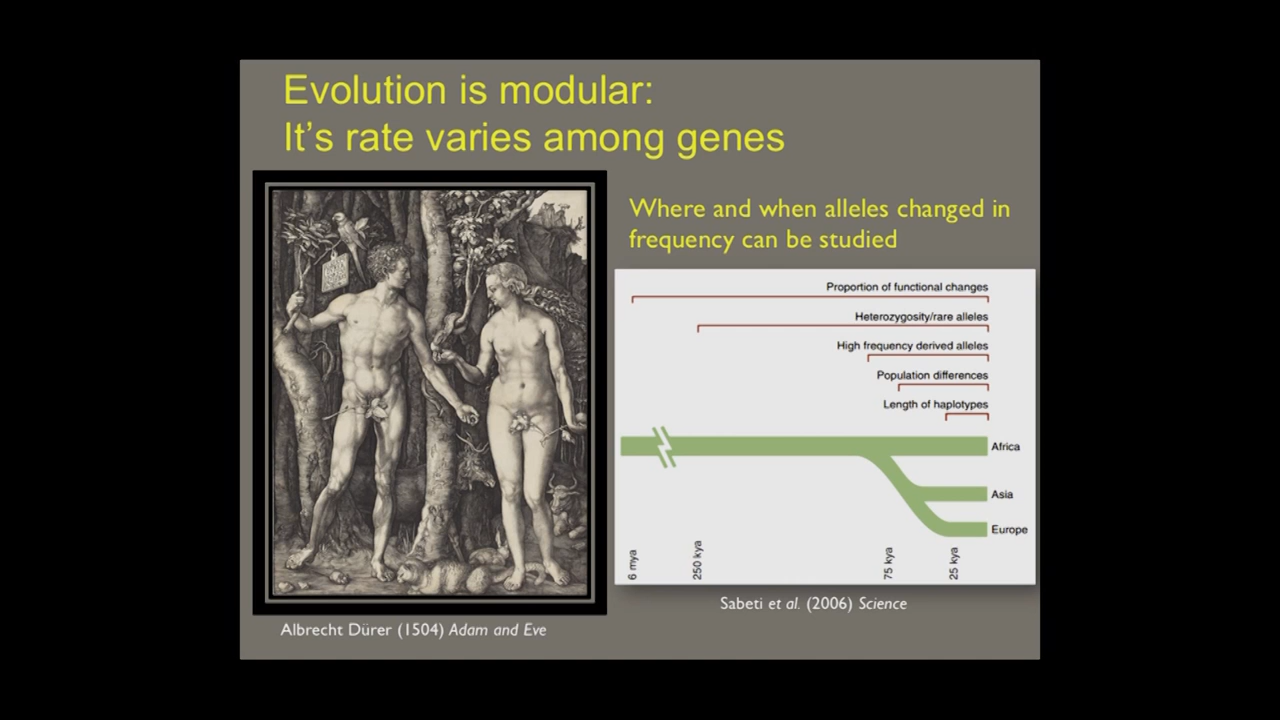 Evolution is modular:
It's rate varies among genes
Where and when alleles changed in
frequency can be studied
Proportion of functional changes
Heterozygosity/rare alleles
High frequency derived alleles
Population differences
Length of haplotypes
Africa
Asia
Europe
6 mya
250 kya
75 kya
25 kya
Sabeti et al. (2006) Science
Albrecht Dürer (1504) Adam and Eve